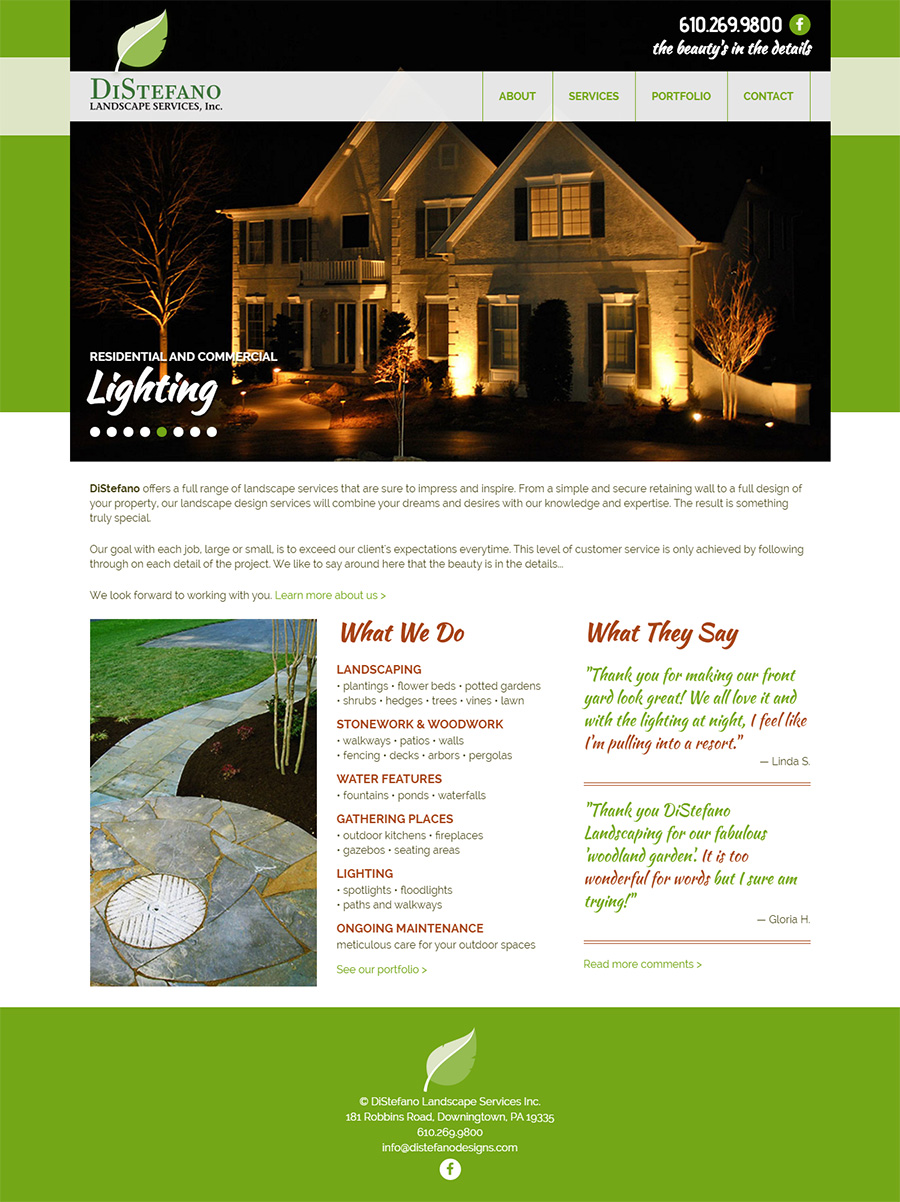 610.269.9800
the beauty's in the details
DISTEFANO
LANDSCAPE SERVICES, Inc.
ABOUT
SERVICES
PORTFOLIO
CONTACT
RESIDENTIAL AND COMMERCIAL
Lighting
DiStefano offers a full range of landscape services that are sure to impress and inspire. From a simple and secure retaining wall to a full design of
your property, our landscape design services will combine your dreams and desires with our knowledge and expertise. The result is something
truly special.
Our goal with each job, large or small, is to exceed our client's expectations everytime. This level of customer service is only achieved by following
through on each detail of the project. We like to say around here that the beauty is in the details...
We look forward to working with you. Learn more about us >
What We Do
LANDSCAPING
• plantings • flower beds • potted gardens
• shrubs • hedges • trees • vines • lawn
STONEWORK & WOODWORK
• walkways • patios • walls
• fencing • decks • arbors • pergolas
WATER FEATURES
• fountains • ponds • waterfalls
GATHERING PLACES
• outdoor kitchens • fireplaces
• gazebos • seating areas
LIGHTING
• spotlights • floodlights
• paths and walkways
ONGOING MAINTENANCE
meticulous care for your outdoor spaces
See our portfolio >
What They Say
"Thank you for making our front
yard look great! We all love it and
with the lighting at night, I feel like
I'm pulling into a resort."
— Linda S.
"Thank you DiStefano
Landscaping for our fabulous
'woodland garden'. It is too
wonderful for words but I sure am
trying!"
— Gloria H.
Read more comments >
© DiStefano Landscape Services Inc.
181 Robbins Road, Downingtown, PA 19335
610.269.9800
info@distefanodesigns.com